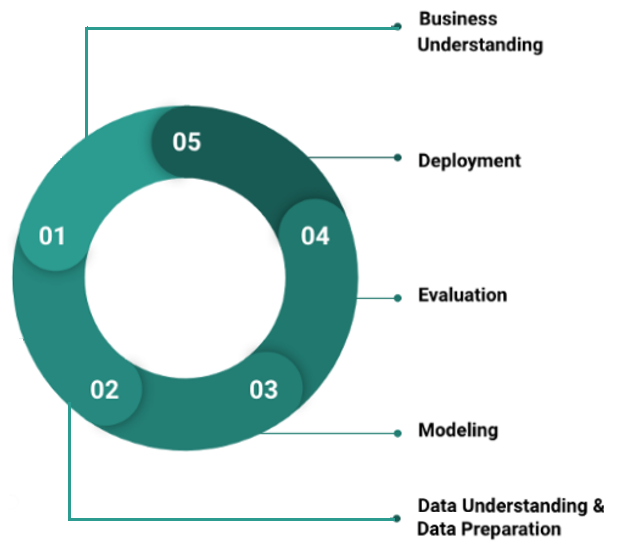 Business
Understanding
05
Deployment
01
04
Evaluation
02
03
Modeling
Data Understanding &
Data Preparation